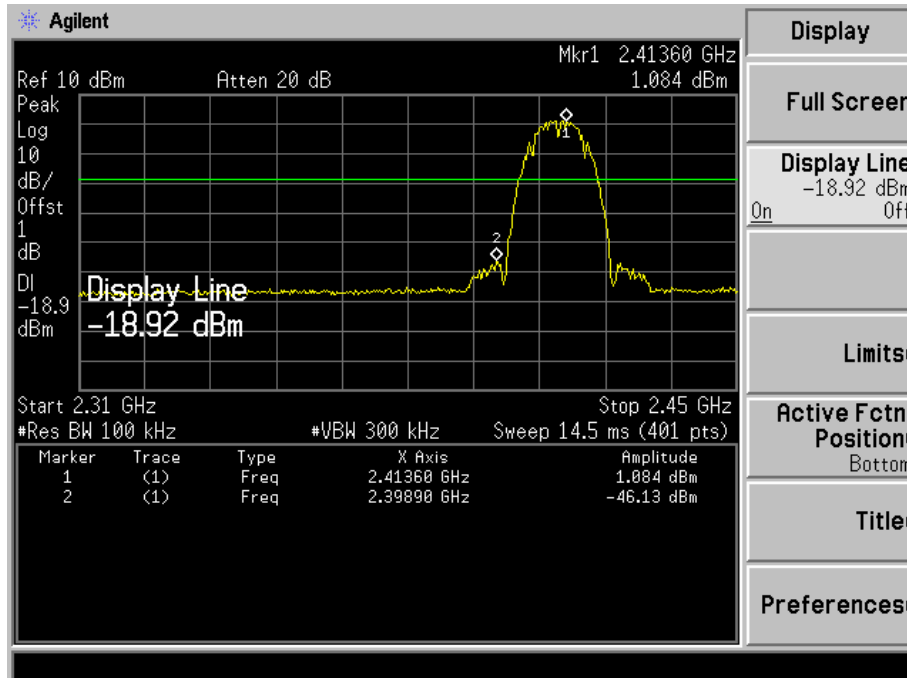 Agilent
Display
Mkr1 2.41360 GHz
Ref 10 dBm Atten 20 dB 1.084 dBm
Peak
Log
10
dB/
Offst
1
dB
DI
-18.9
dBm
1
2
Display Line
-18.92 dBm
Start 2.31 GHz Stop 2.45 GHz
#Res BW 100 kHz #VBW 300 kHz Sweep 14.5 ms (401 pts)
Marker Trace Type X Axis Amplitude
1 (1) Freq 2.41360 GHz 1.084 dBm
2 (1) Freq 2.39890 GHz -46.13 dBm
Full Screen
Display Line
-18.92 dBm
On Off
Limits
Active Fctn
Position
Bottom
Title
Preferences